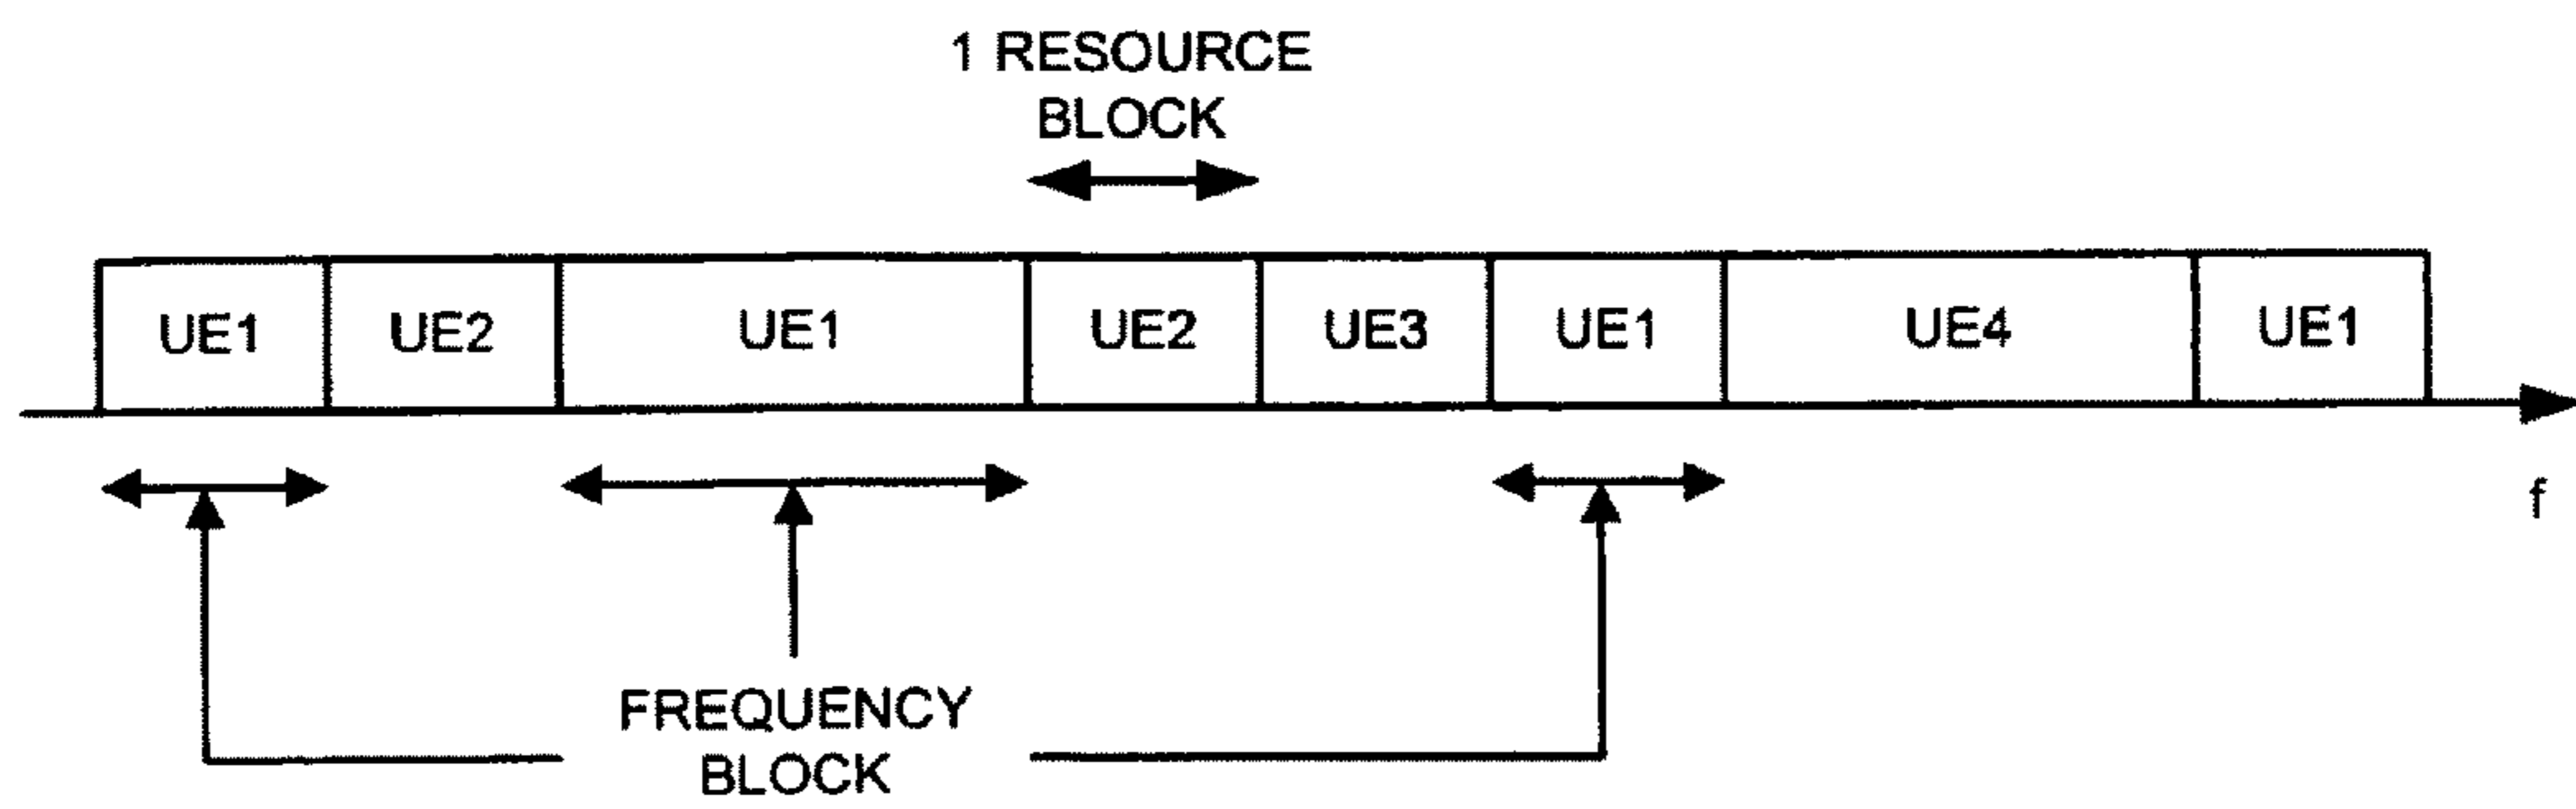 1 RESOURCE
BLOCK
UE1 UE2 UE1 UE2 UE3 UE1 UE4 UE1
f
FREQUENCY
BLOCK